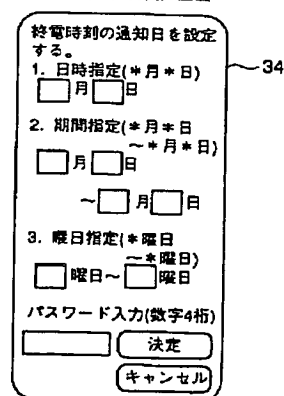 終電時刻の通知日を設定
する。
1. 日時指定(＊月＊日)
月 日
2. 期間指定(＊月＊日
～＊月＊日)
月 日
～ 月 日
3. 曜日指定(＊曜日
～＊曜日)
曜日～ 曜日
パスワード入力(数字4桁)
決定
キャンセル
34